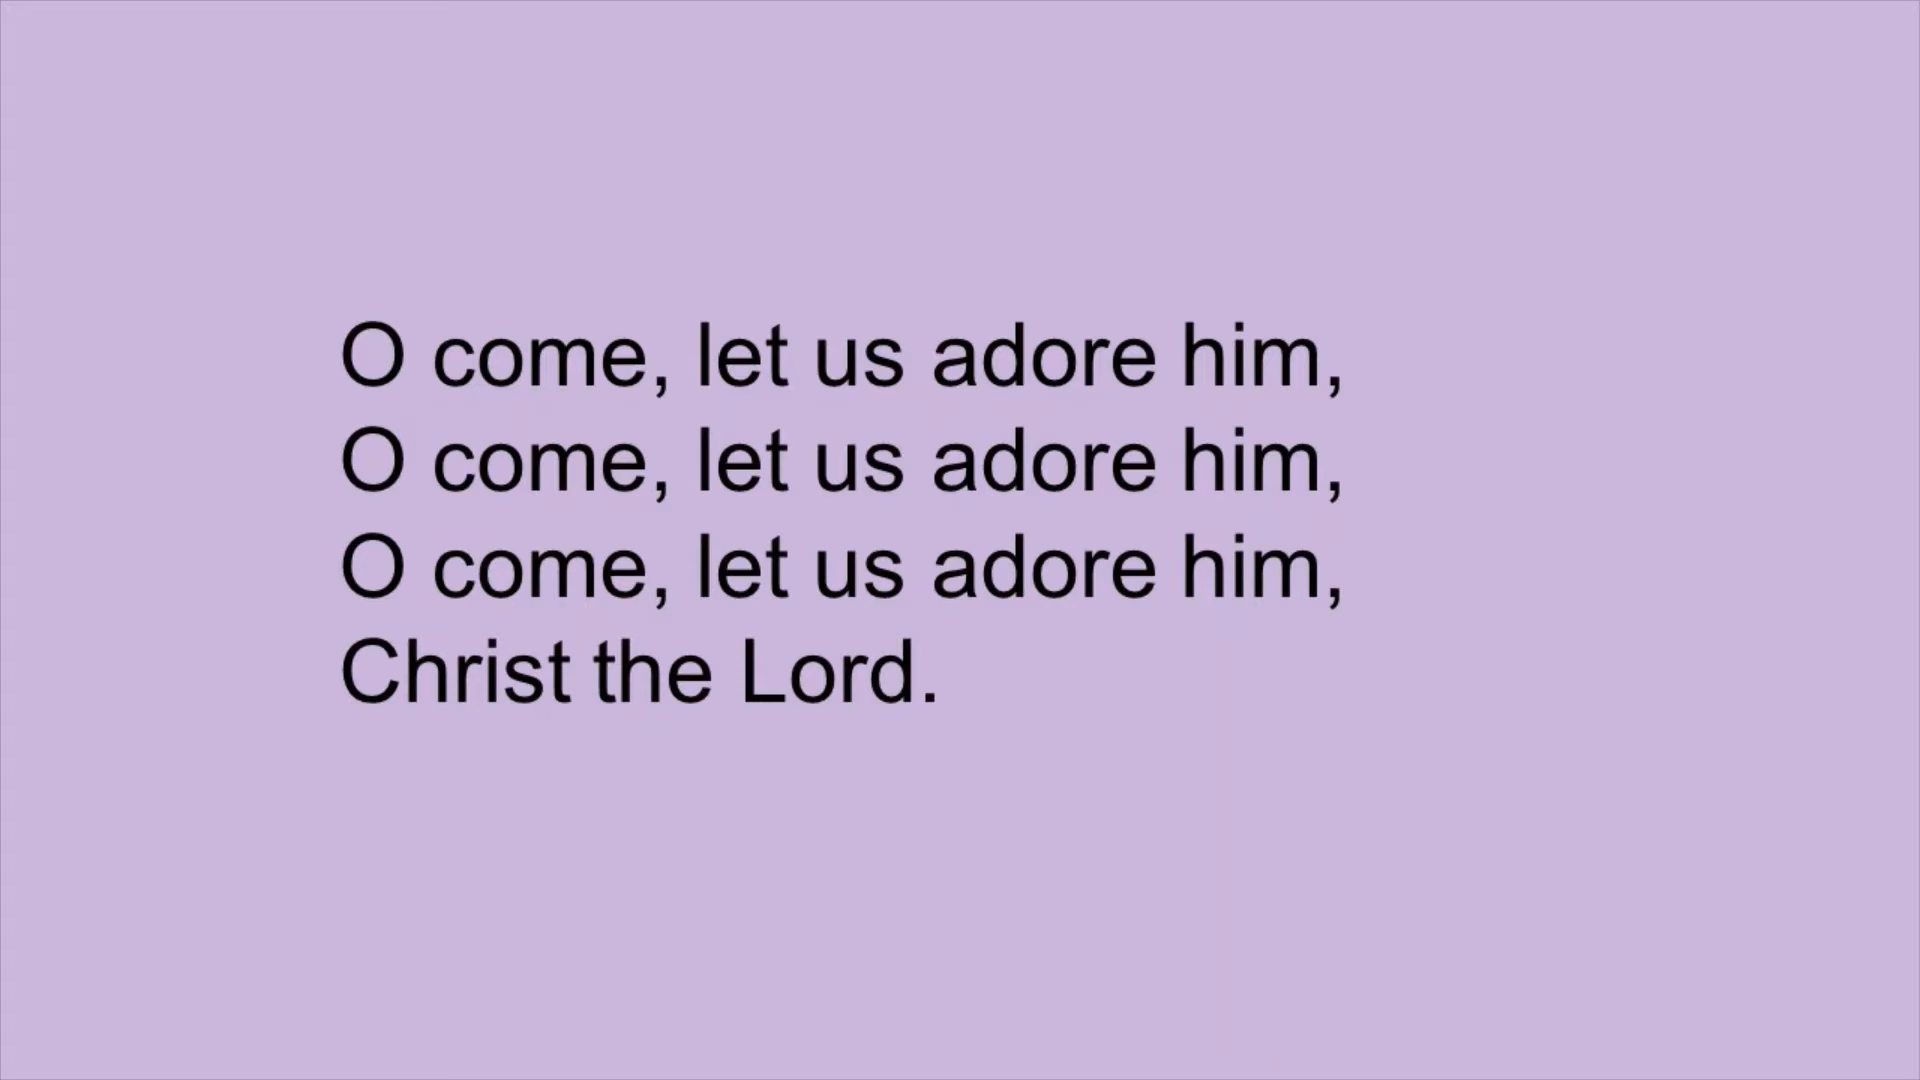 O come, let us adore him,
O come, let us adore him,
O come, let us adore him,
Christ the Lord.